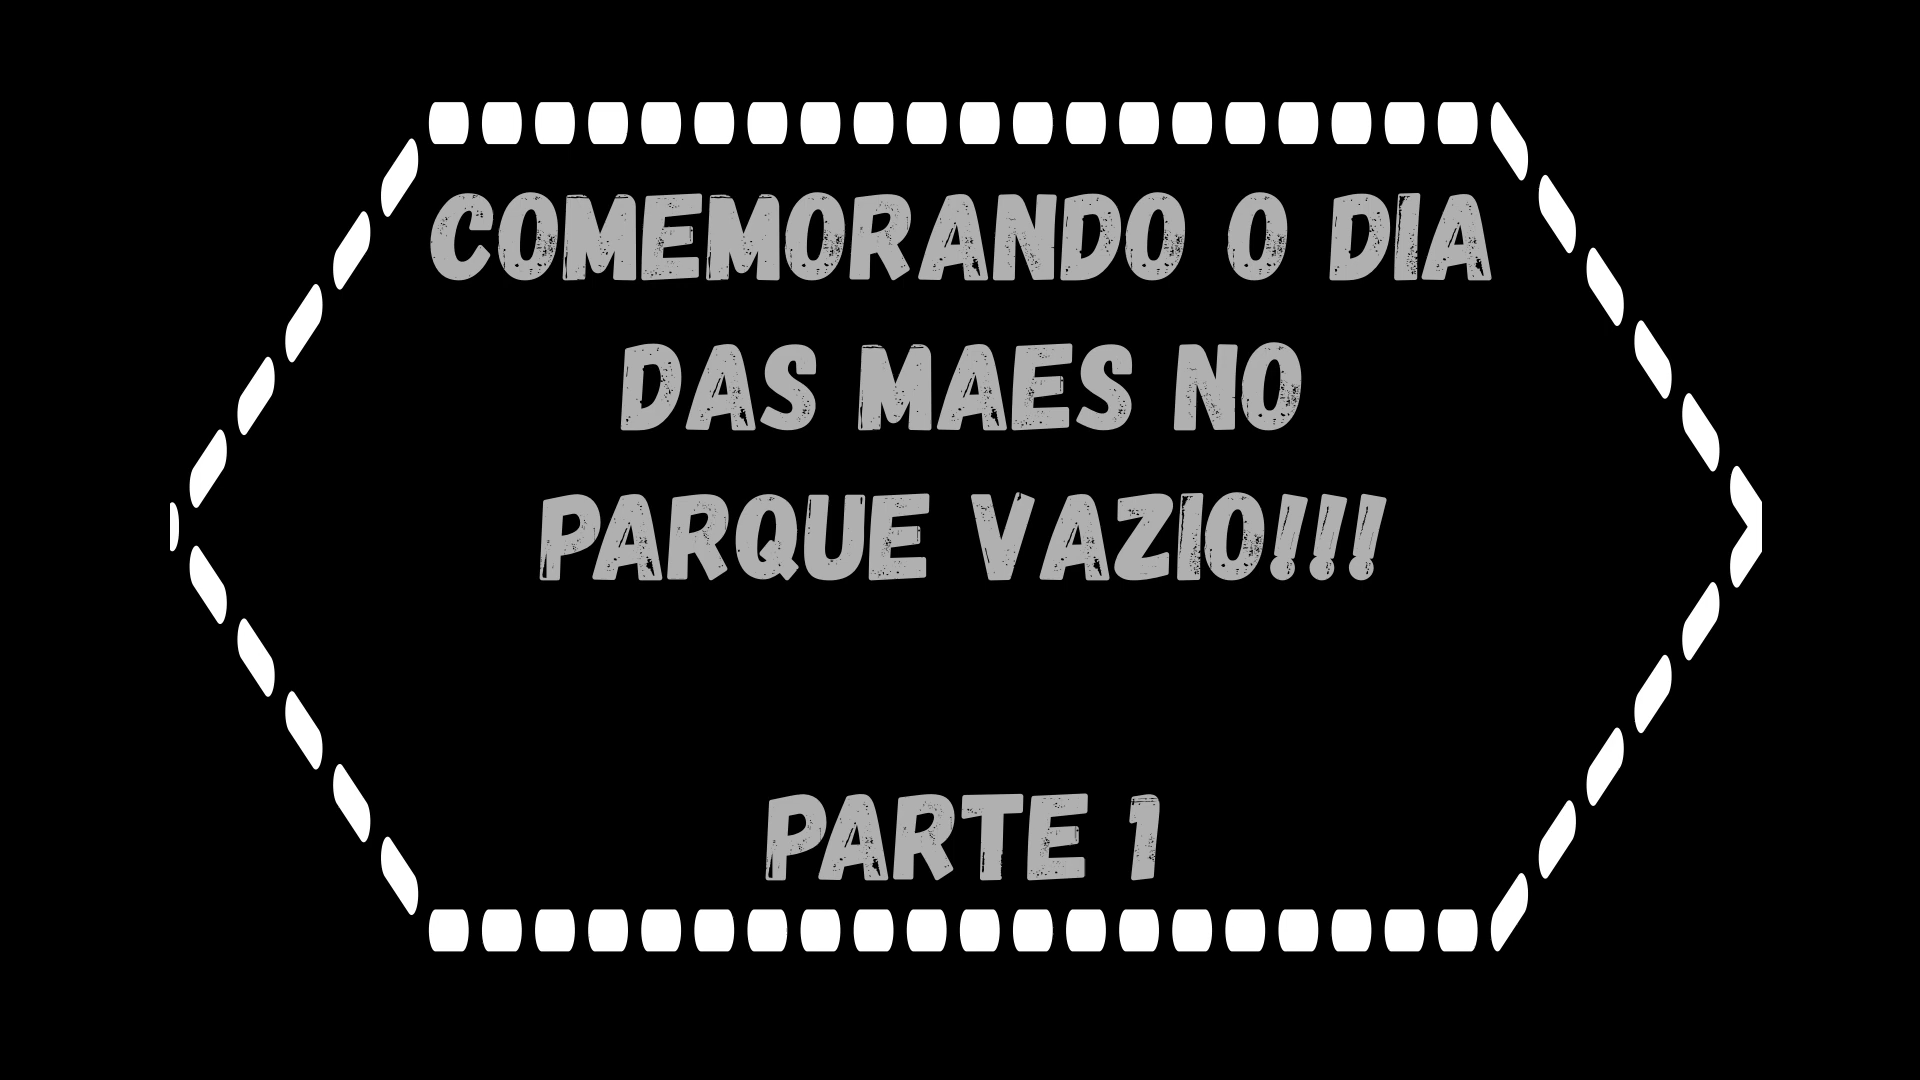 COMEMORANDO O DIA
DAS MAES NO
PARQUE VAZIO!!!
PARTE 1